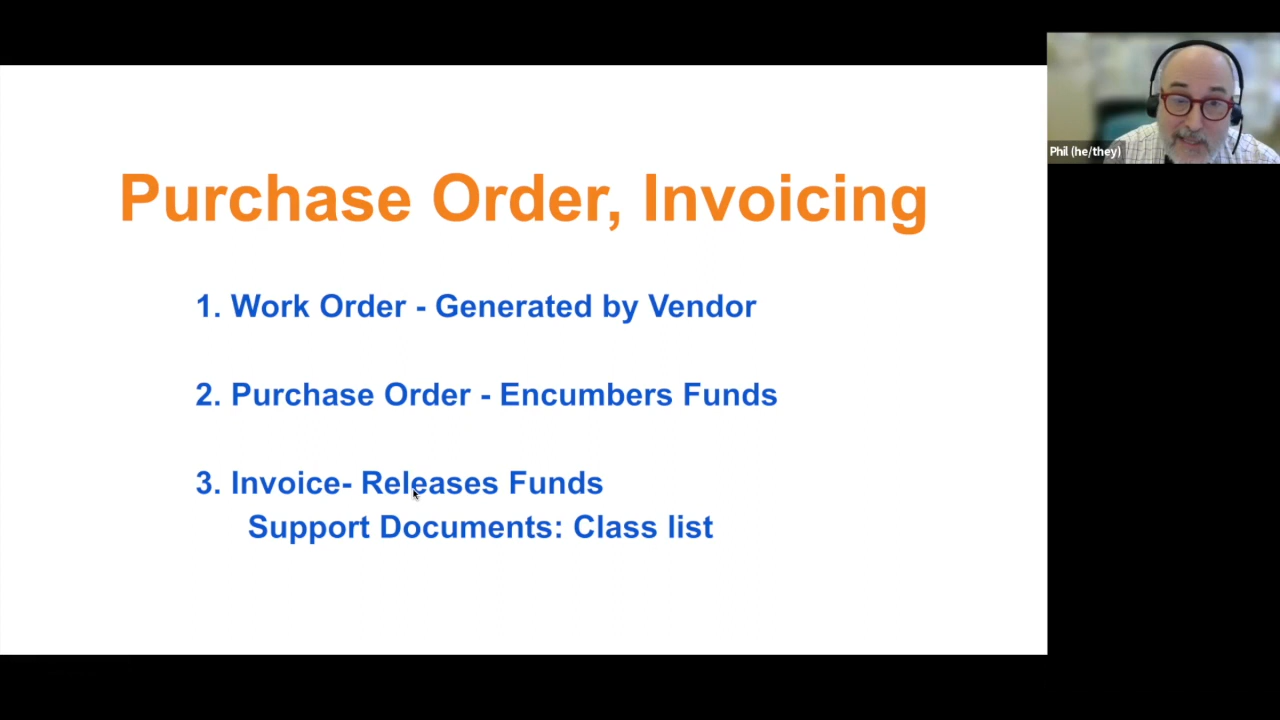 Purchase Order, Invoicing
1. Work Order - Generated by Vendor
2. Purchase Order - Encumbers Funds
3. Invoice- Releases Funds
Support Documents: Class list
Phil (he/they)